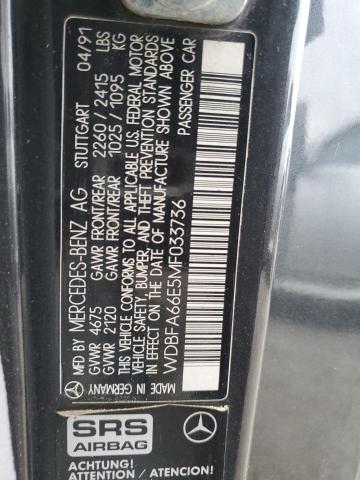 MFD BY MERCEDES-BENZ AG STUTTGART 04/91
GVWR 4675 GAWR FRONT/REAR 2260/2415 LBS
GVWR 2120 GAWR FRONT/REAR 1025/1095 KG
THIS VEHICLE CONFORMS TO ALL APPLICABLE U.S. FEDERAL MOTOR
VEHICLE SAFETY, BUMPER, AND THEFT PREVENTION STANDARDS
IN EFFECT ON THE DATE OF MANUFACTURE SHOWN ABOVE
WDBFA66E5MF033736 PASSENGER CAR
MADE IN GERMANY
SRS
AIRBAG
ACHTUNG!
ATTENTION / ATENCION!